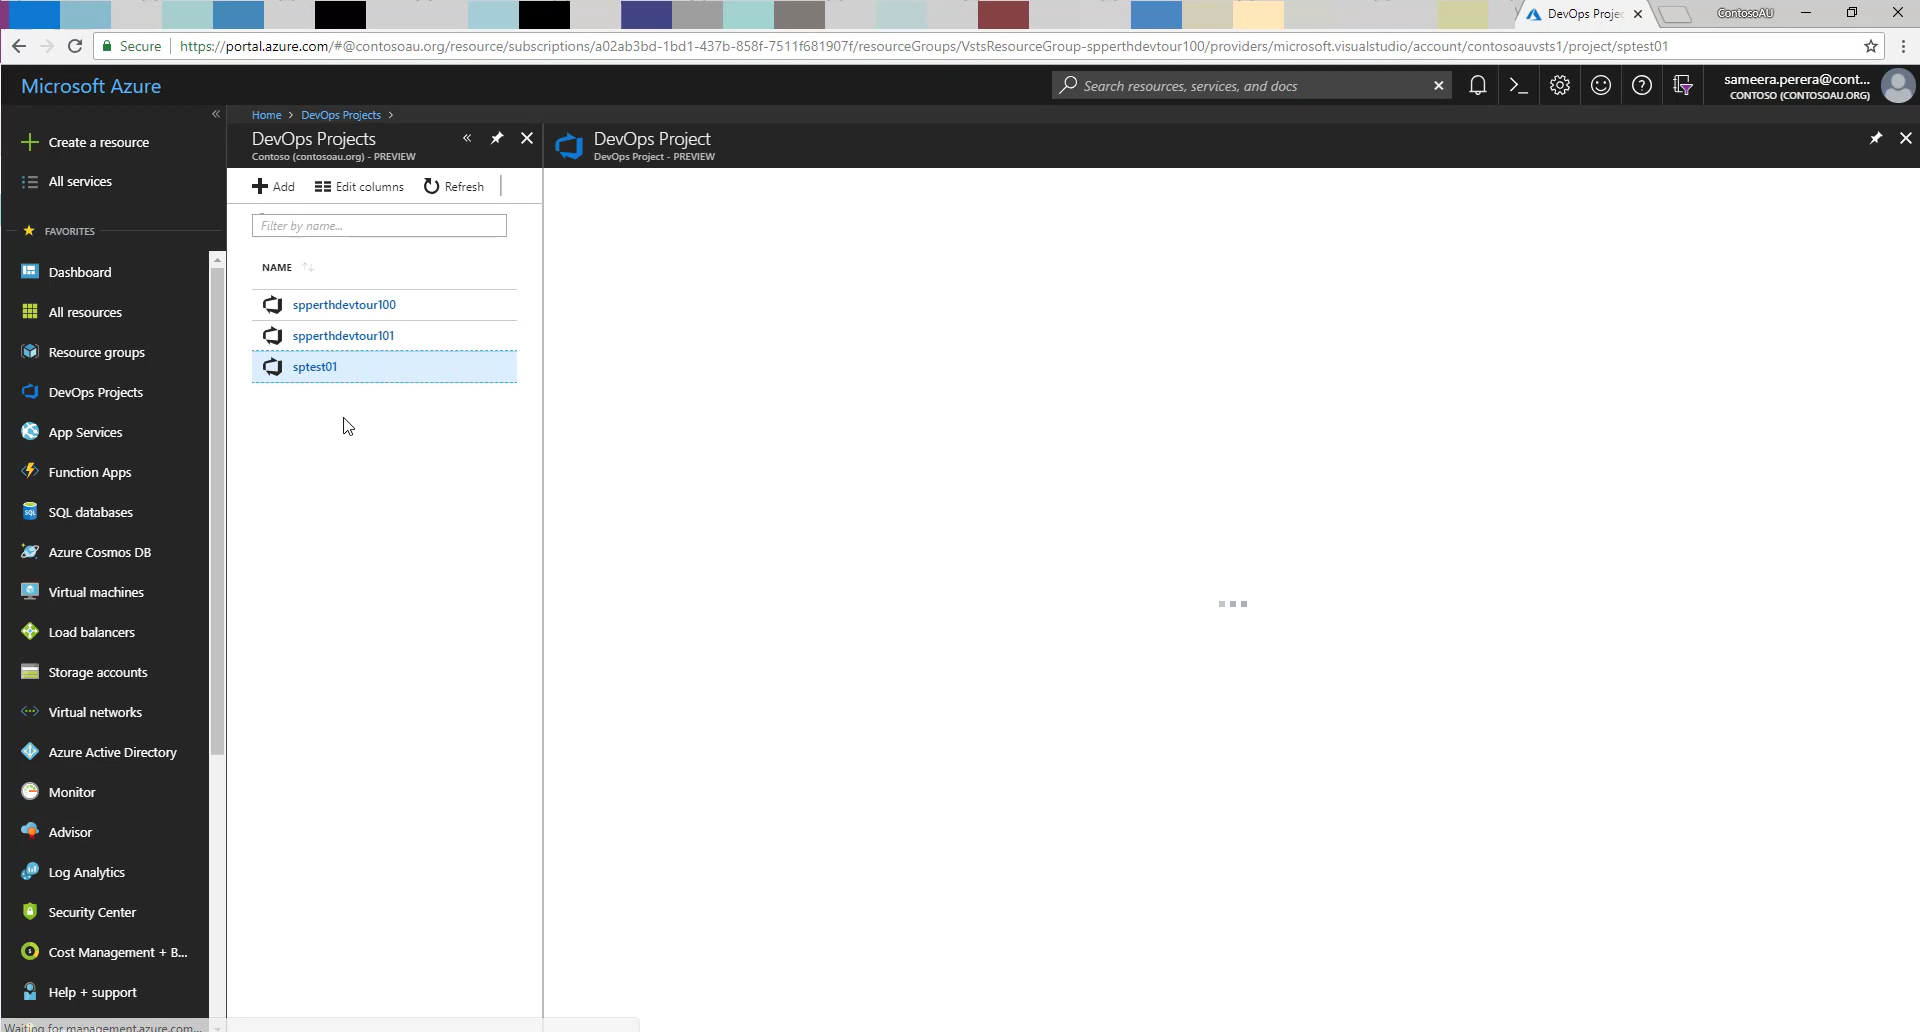 DevOps Projec
ContosoAU
Secure
https://portal.azure.com/#@contosoau.org/resource/subscriptions/a02ab3bd-1bd1-437b-858f-7511f681907f/resourceGroups/VstsResourceGroup-spperthdevtour100/providers/microsoft.visualstudio/account/contosoauvsts1/project/sptest01
Microsoft Azure
Search resources, services, and docs
sameera.perera@cont...
CONTOSO (CONTOSOAU.ORG)
Create a resource
All services
FAVORITES
Dashboard
All resources
Resource groups
DevOps Projects
App Services
Function Apps
SQL databases
Azure Cosmos DB
Virtual machines
Load balancers
Storage accounts
Virtual networks
Azure Active Directory
Monitor
Advisor
Log Analytics
Security Center
Cost Management + B...
Help + support
Waiting for management.azure.com...
Home > DevOps Projects >
DevOps Projects
Contoso (contosoau.org) - PREVIEW
Add
Edit columns
Refresh
Filter by name...
NAME
spperthdevtour100
spperthdevtour101
sptest01
DevOps Project
DevOps Project - PREVIEW